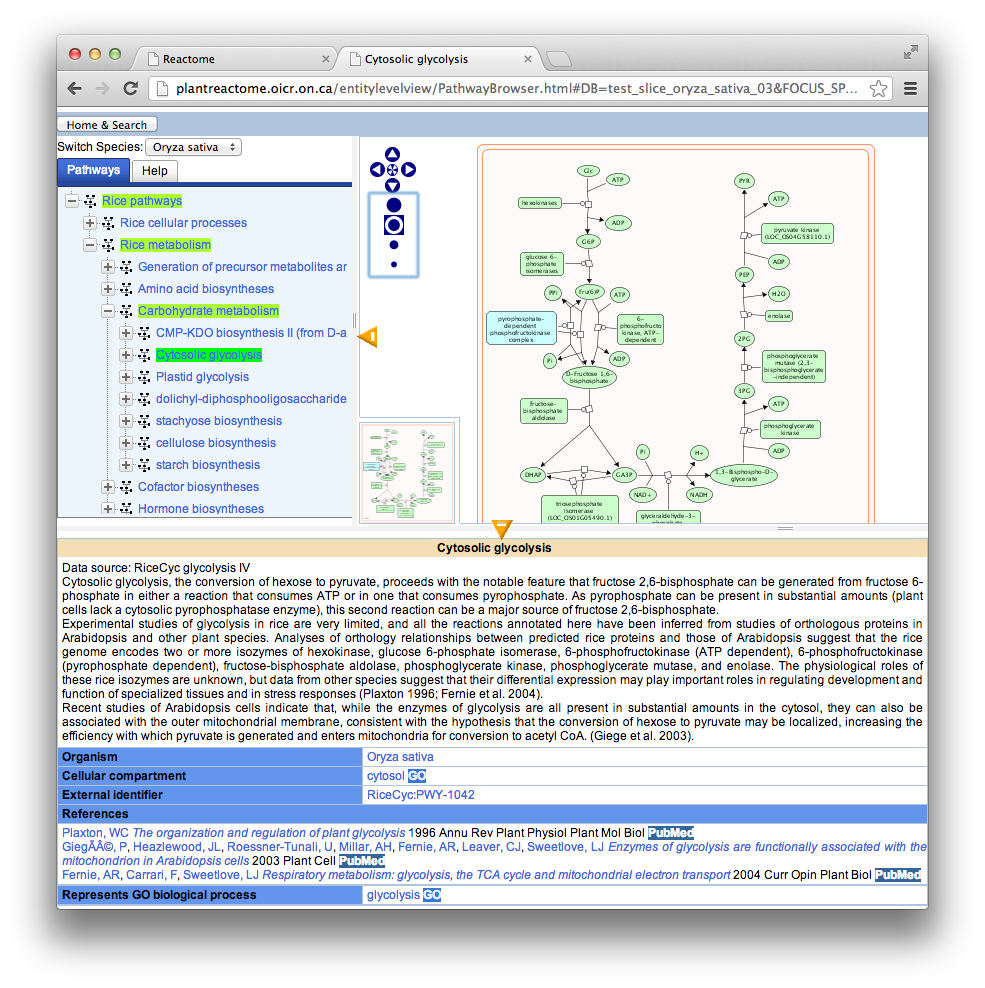 Reactome
Cytosolic glycolysis
plantreactome.oicr.on.ca/entitylevelview/PathwayBrowser.html#DB=test_slice_oryza_sativa_03&FOCUS_SP...
Home & Search
Switch Species: Oryza sativa
Pathways
Help
Rice pathways
Rice cellular processes
Rice metabolism
Generation of precursor metabolites ar
Amino acid biosyntheses
Carbohydrate metabolism
CMP-KDO biosynthesis II (from D-a
Cytosolic glycolysis
Plastid glycolysis
dolichyl-diphosphooligosaccharide
stachyose biosynthesis
cellulose biosynthesis
starch biosynthesis
Cofactor biosyntheses
Hormone biosyntheses
Glc
ATP
hexokinases
ADP
G6P
glucose 6-
phosphate
isomerases
PPi
Fru(6)P
ATP
pyrophosphate-
dependent
phosphofructokinase
complex
6-
phosphofructo
kinase, ATP-
dependent
Pi
ADP
D-Fructose 1,6-
bisphosphate
fructose-
bisphosphate
aldolase
DHAP
GA3P
triosephosphate
isomerase
(LOC_OS01G05490.1)
Pi
H+
NAD+
NADH
glyceraldehyde-3-
phosphate
1,3-Bisphospho-D-
glycerate
PYR
ATP
pyruvate kinase
(LOC_OS04G58110.1)
ADP
PEP
H2O
enolase
2PG
phosphoglycerate
mutase (2,3-
bisphosphoglycerate
-independent)
3PG
ATP
phosphoglycerate
kinase
ADP
Cytosolic glycolysis
Data source: RiceCyc glycolysis IV
Cytosolic glycolysis, the conversion of hexose to pyruvate, proceeds with the notable feature that fructose 2,6-bisphosphate can be generated from fructose 6-
phosphate in either a reaction that consumes ATP or in one that consumes pyrophosphate. As pyrophosphate can be present in substantial amounts (plant
cells lack a cytosolic pyrophosphatase enzyme), this second reaction can be a major source of fructose 2,6-bisphosphate.
Experimental studies of glycolysis in rice are very limited, and all the reactions annotated here have been inferred from studies of orthologous proteins in
Arabidopsis and other plant species. Analyses of orthology relationships between predicted rice proteins and those of Arabidopsis suggest that the rice
genome encodes two or more isozymes of hexokinase, glucose 6-phosphate isomerase, 6-phosphofructokinase (ATP dependent), 6-phosphofructokinase
(pyrophosphate dependent), fructose-bisphosphate aldolase, phosphoglycerate kinase, phosphoglycerate mutase, and enolase. The physiological roles of
these rice isozymes are unknown, but data from other species suggest that their differential expression may play important roles in regulating development and
function of specialized tissues and in stress responses (Plaxton 1996; Fernie et al. 2004).
Recent studies of Arabidopsis cells indicate that, while the enzymes of glycolysis are all present in substantial amounts in the cytosol, they can also be
associated with the outer mitochondrial membrane, consistent with the hypothesis that the conversion of hexose to pyruvate may be localized, increasing the
efficiency with which pyruvate is generated and enters mitochondria for conversion to acetyl CoA. (Giege et al. 2003).
Organism Oryza sativa
Cellular compartment cytosol GO
External identifier RiceCyc:PWY-1042
References
Plaxton, WC The organization and regulation of plant glycolysis 1996 Annu Rev Plant Physiol Plant Mol Biol PubMed
GiegÃÂ©, P, Heazlewood, JL, Roessner-Tunali, U, Millar, AH, Fernie, AR, Leaver, CJ, Sweetlove, LJ Enzymes of glycolysis are functionally associated with the
mitochondrion in Arabidopsis cells 2003 Plant Cell PubMed
Fernie, AR, Carrari, F, Sweetlove, LJ Respiratory metabolism: glycolysis, the TCA cycle and mitochondrial electron transport 2004 Curr Opin Plant Biol PubMed
Represents GO biological process glycolysis GO